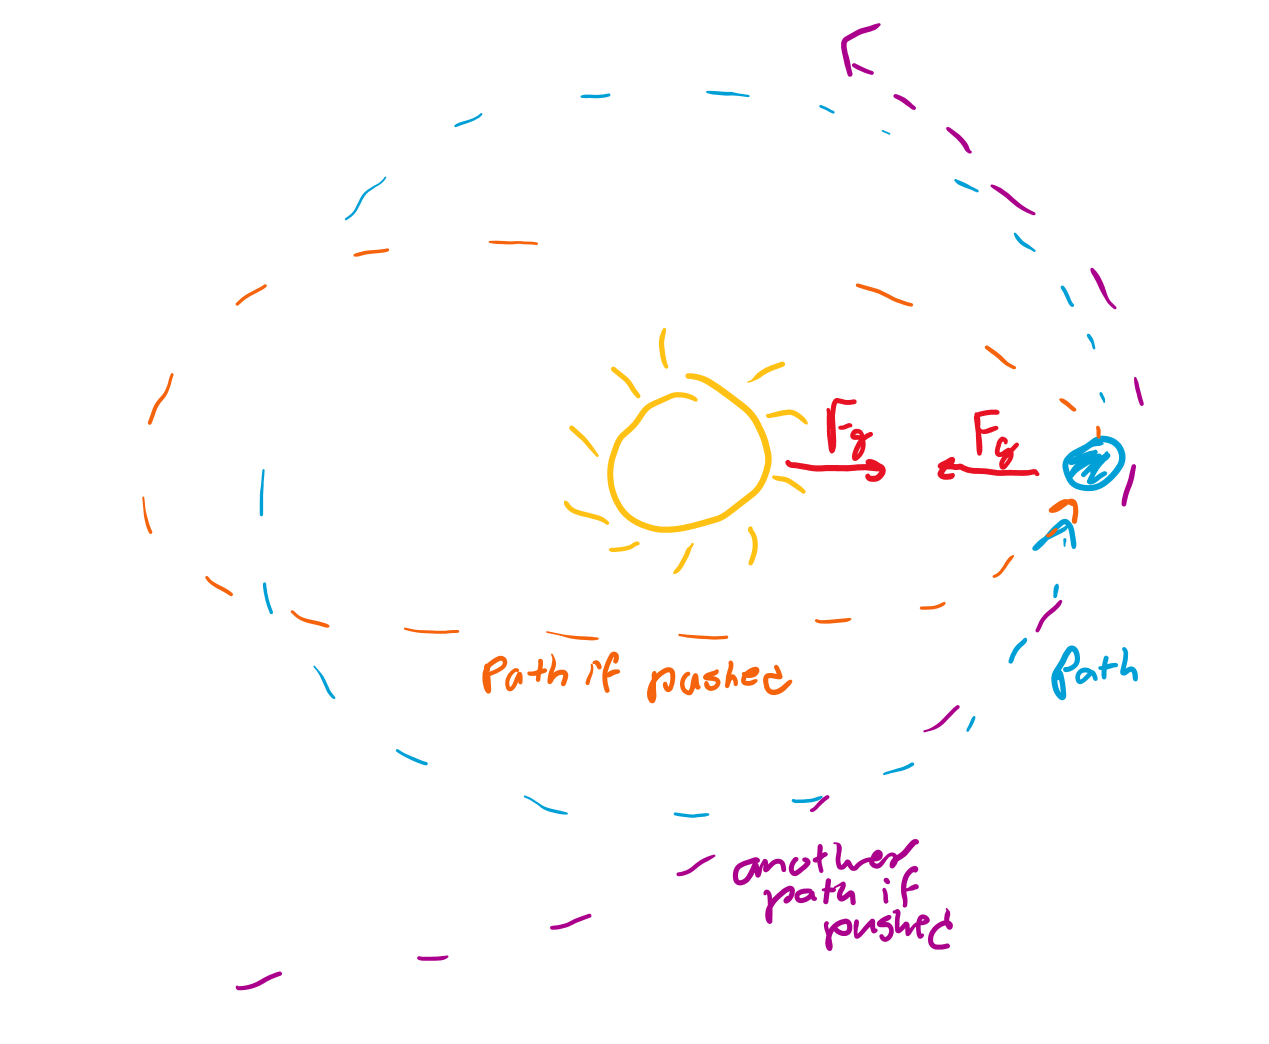 Fg
Fg
Path if pushed
Path
another
path if
pushed